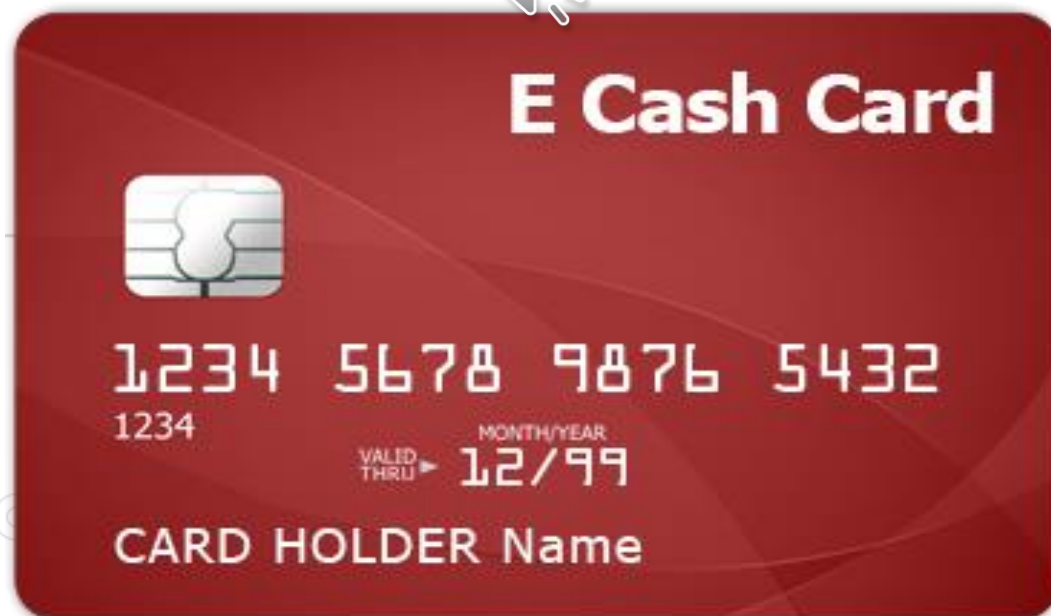 E Cash Card
1234 5678 9876 5432
1234
MONTH/YEAR
VALID
THRU
12/99
CARD HOLDER Name